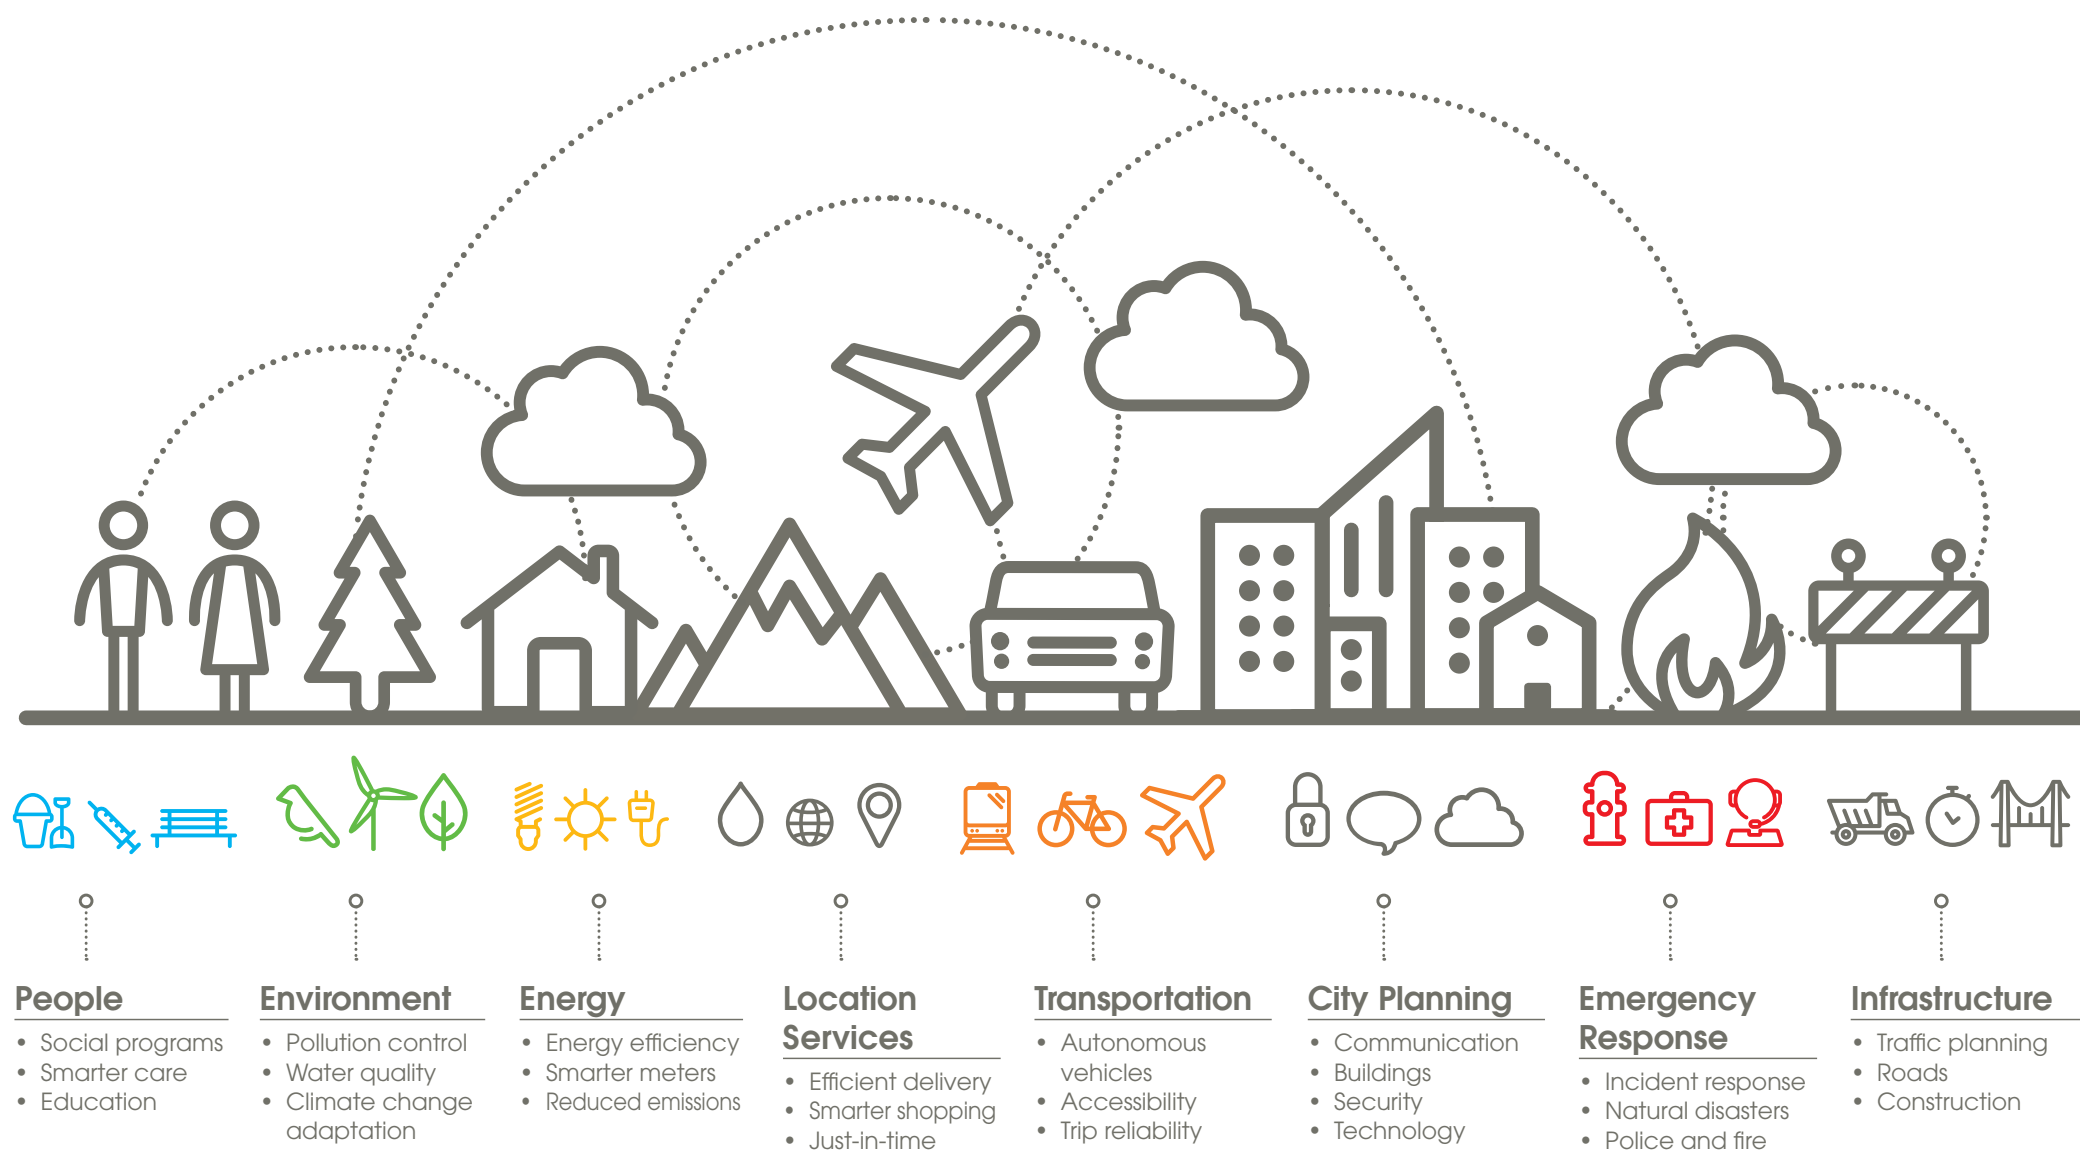 People
• Social programs
• Smarter care
• Education
Environment
• Pollution control
• Water quality
• Climate change
adaptation
Energy
• Energy efficiency
• Smarter meters
• Reduced emissions
Location
Services
• Efficient delivery
• Smarter shopping
• Just-in-time
Transportation
• Autonomous
vehicles
• Accessibility
• Trip reliability
City Planning
• Communication
• Buildings
• Security
• Technology
Emergency
Response
• Incident response
• Natural disasters
• Police and fire
Infrastructure
• Traffic planning
• Roads
• Construction